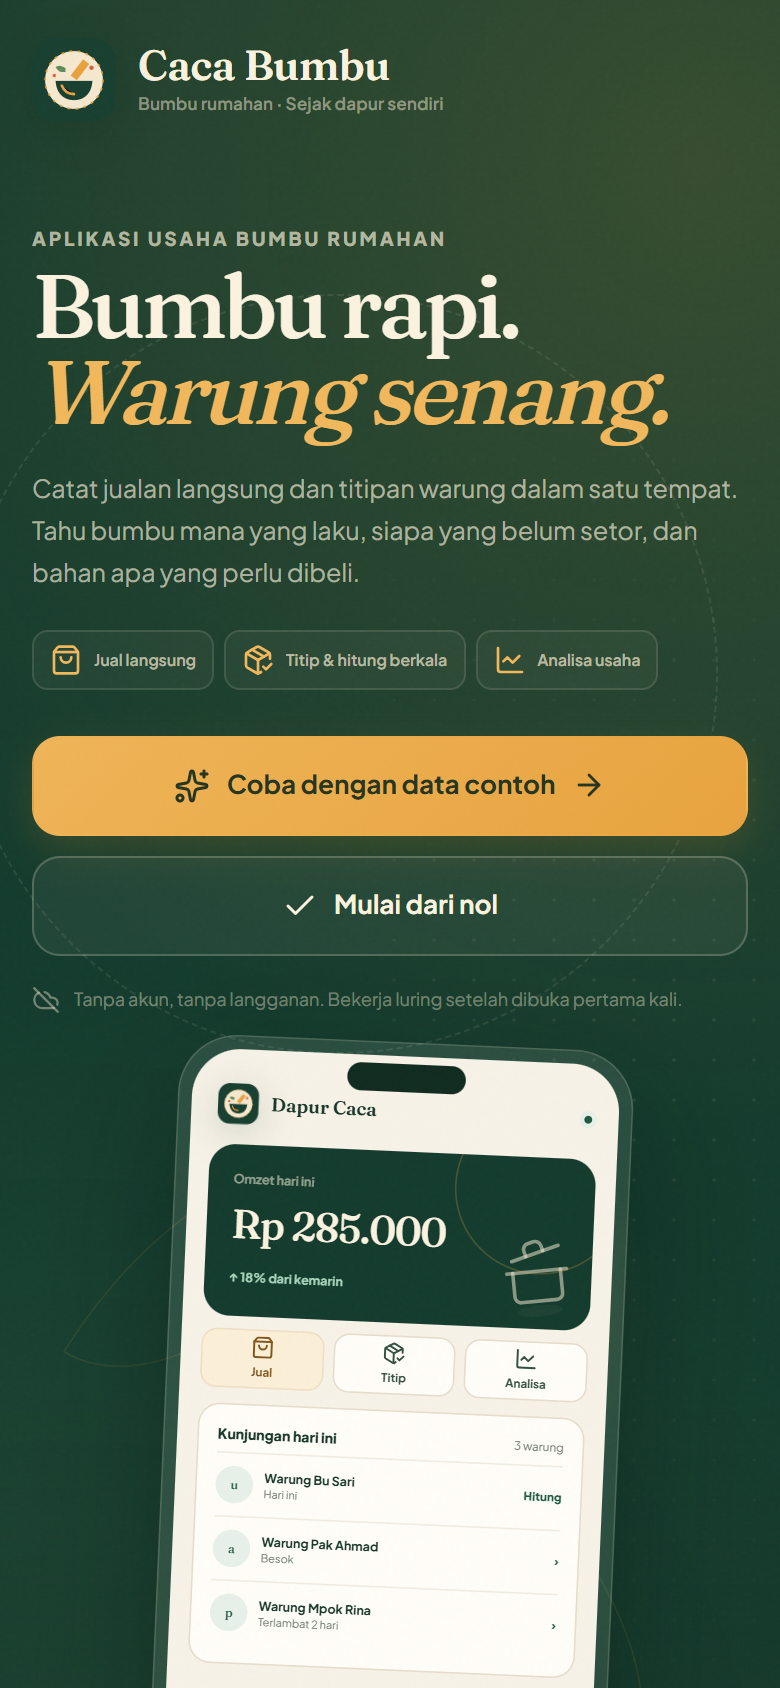 Caca Bumbu
Bumbu rumahan · Sejak dapur sendiri
APLIKASI USAHA BUMBU RUMAHAN
Bumbu rapi.
Warung senang.
Catat jualan langsung dan titipan warung dalam satu tempat.
Tahu bumbu mana yang laku, siapa yang belum setor, dan
bahan apa yang perlu dibeli.
Jual langsung
Titip & hitung berkala
Analisa usaha
Coba dengan data contoh →
Mulai dari nol
Tanpa akun, tanpa langganan. Bekerja luring setelah dibuka pertama kali.
Dapur Caca
Omzet hari ini
Rp 285.000
↑ 18% dari kemarin
Jual
Titip
Analisa
Kunjungan hari ini
3 warung
u
Warung Bu Sari
Hari ini
Hitung
a
Warung Pak Ahmad
Besok
›
p
Warung Mpok Rina
Terlambat 2 hari
›